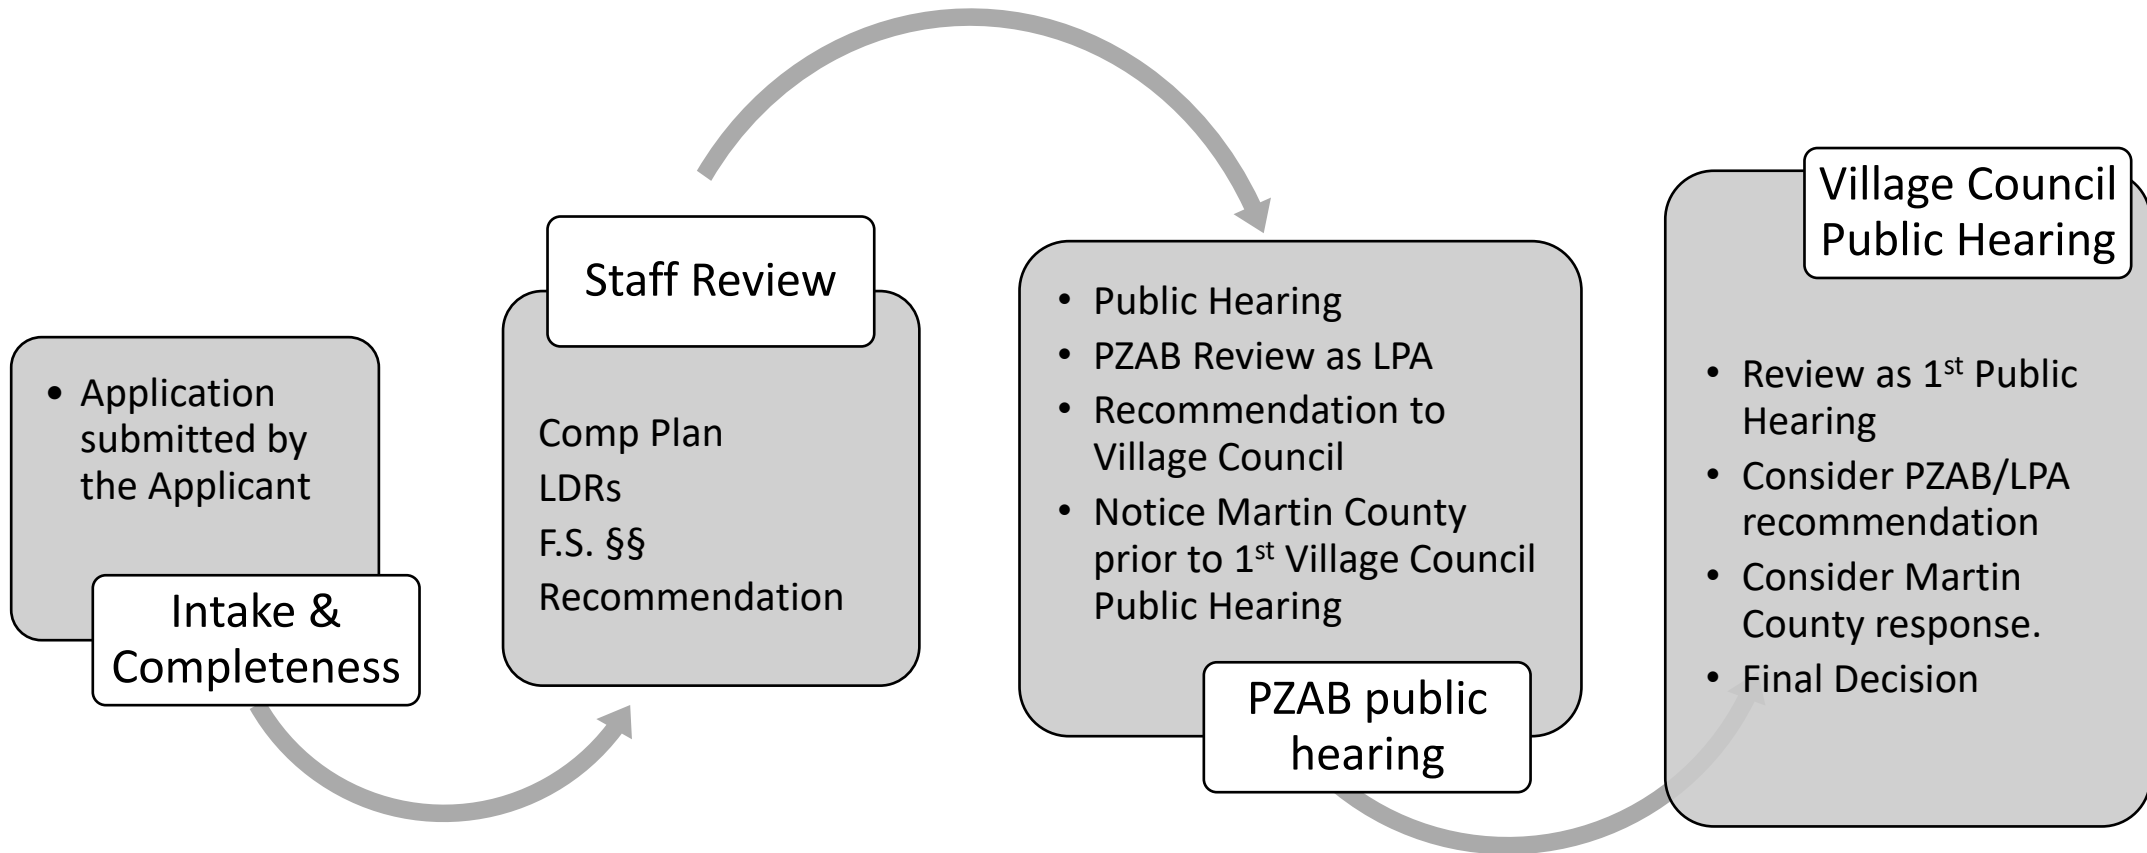 • Application
submitted by
the Applicant
Intake &
Completeness
Staff Review
Comp Plan
LDRs
F.S. §§
Recommendation
• Public Hearing
• PZAB Review as LPA
• Recommendation to
Village Council
• Notice Martin County
prior to 1st Village Council
Public Hearing
PZAB public
hearing
Village Council
Public Hearing
• Review as 1st Public
Hearing
• Consider PZAB/LPA
recommendation
• Consider Martin
County response.
• Final Decision